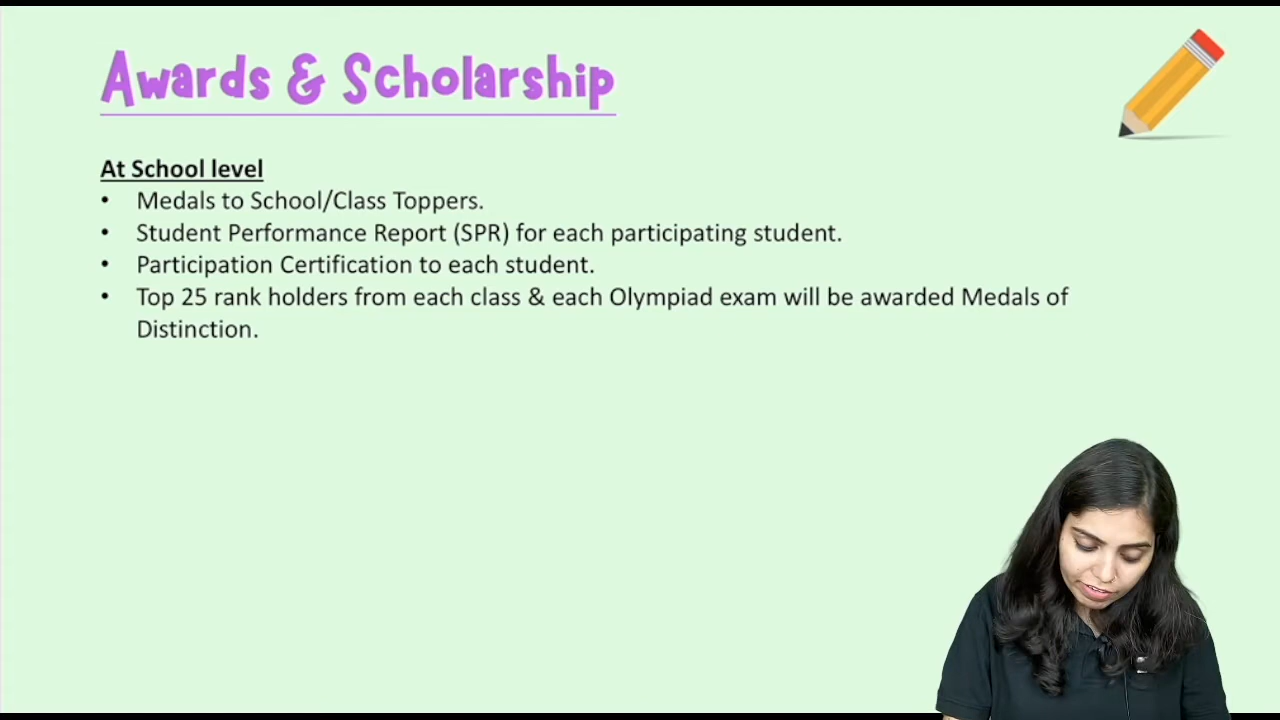 Awards & Scholarship
At School level
• Medals to School/Class Toppers.
• Student Performance Report (SPR) for each participating student.
• Participation Certification to each student.
• Top 25 rank holders from each class & each Olympiad exam will be awarded Medals of
Distinction.